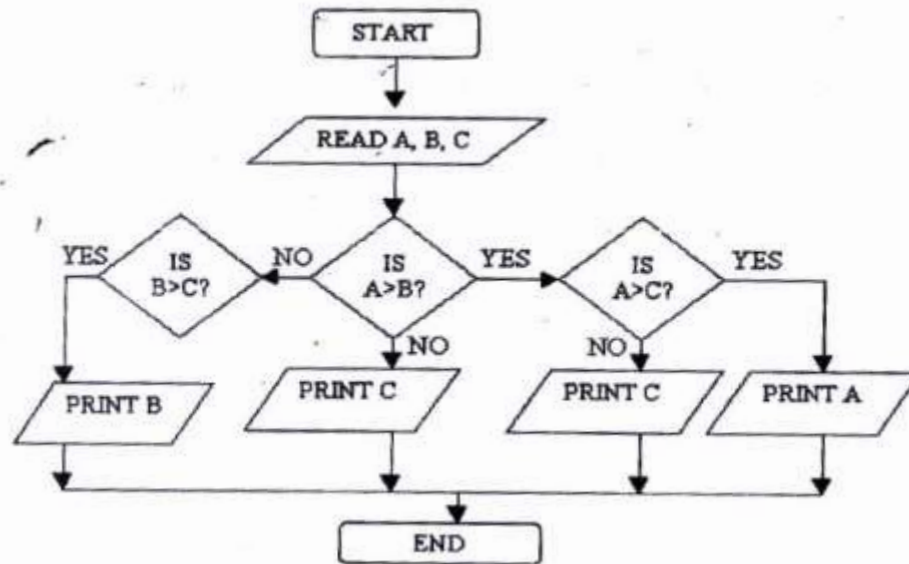 START
READ A, B, C
YES
IS
B>C?
NO
IS
A>B?
YES
IS
A>C?
YES
NO
NO
PRINT B
PRINT C
PRINT C
PRINT A
END